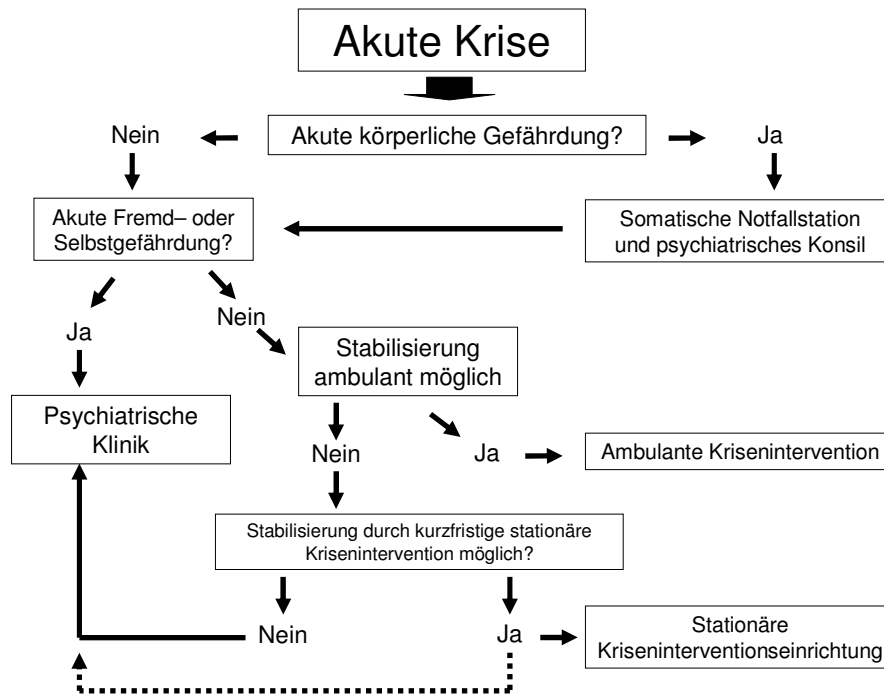 Akute Krise
Nein
Akute körperliche Gefährdung?
Ja
Akute Fremd– oder
Selbstgefährdung?
Somatische Notfallstation
und psychiatrisches Konsil
Ja
Nein
Stabilisierung
ambulant möglich
Psychiatrische
Klinik
Nein
Ja
Ambulante Krisenintervention
Stabilisierung durch kurzfristige stationäre
Krisenintervention möglich?
Nein
Ja
Stationäre
Kriseninterventionseinrichtung